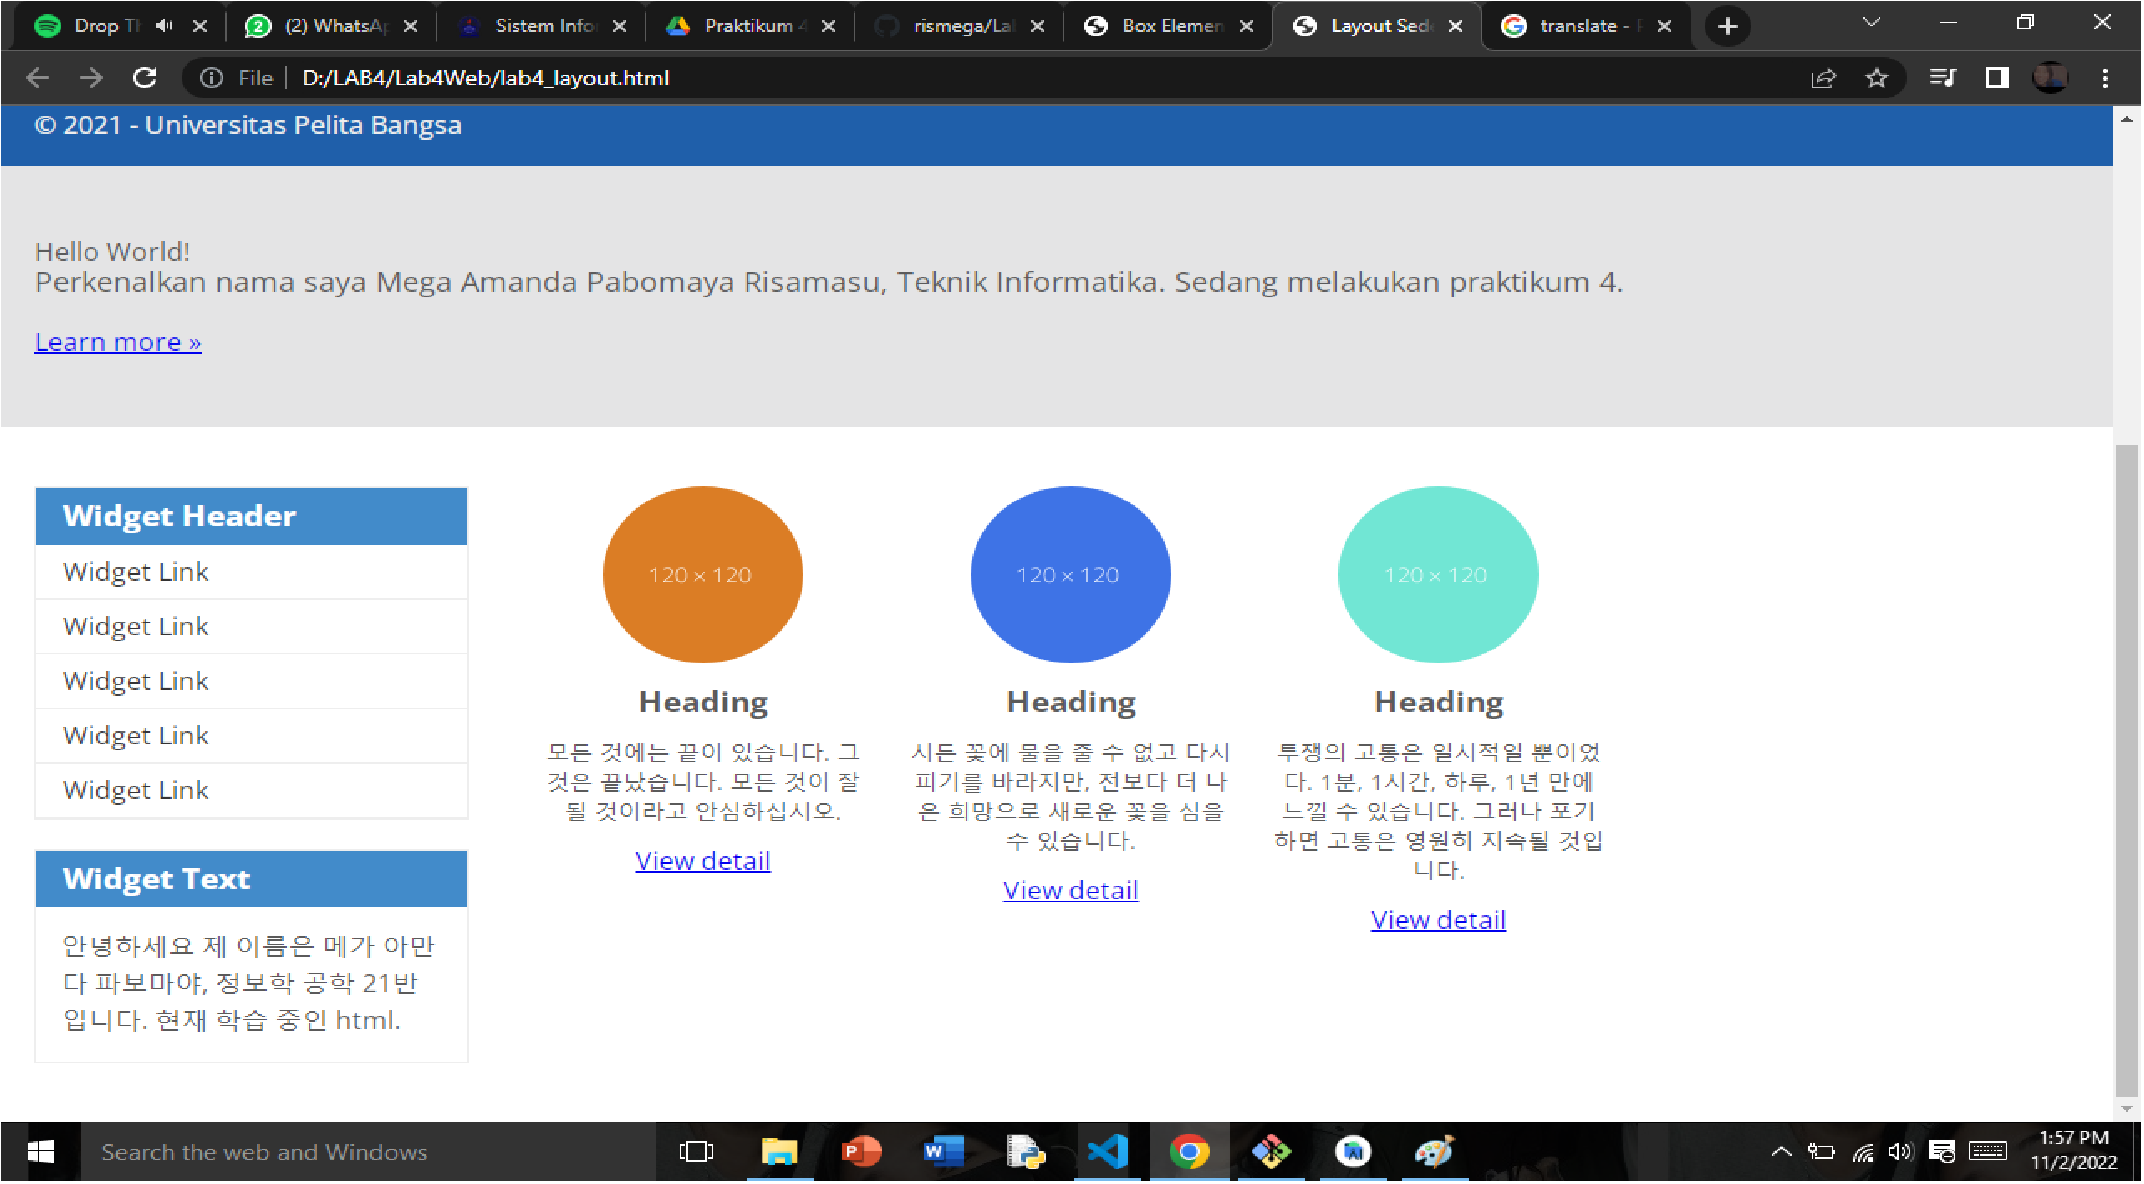 Drop Th
(2) WhatsAp
Sistem Info
Praktikum 4
rismega/La
Box Elemen
Layout Sed
translate -
File
D:/LAB4/Lab4Web/lab4_layout.html
© 2021 - Universitas Pelita Bangsa
Hello World!
Perkenalkan nama saya Mega Amanda Pabomaya Risamasu, Teknik Informatika. Sedang melakukan praktikum 4.
Learn more »
Widget Header
Widget Link
Widget Link
Widget Link
Widget Link
Widget Link
Widget Text
안녕하세요 제 이름은 메가 아만
다 파보마야, 정보학 공학 21반
입니다. 현재 학습 중인 html.
120 × 120
Heading
모든 것에는 끝이 있습니다. 그
것은 끝났습니다. 모든 것이 잘
될 것이라고 안심하십시오.
View detail
120 × 120
Heading
시든 꽃에 물을 줄 수 없고 다시
피기를 바라지만, 전보다 더 나
은 희망으로 새로운 꽃을 심을
수 있습니다.
View detail
120 × 120
Heading
투쟁의 고통은 일시적일 뿐이었
다. 1분, 1시간, 하루, 1년 만에
느낄 수 있습니다. 그러나 포기
하면 고통은 영원히 지속될 것입
니다.
View detail
Search the web and Windows
1:57 PM
11/2/2022